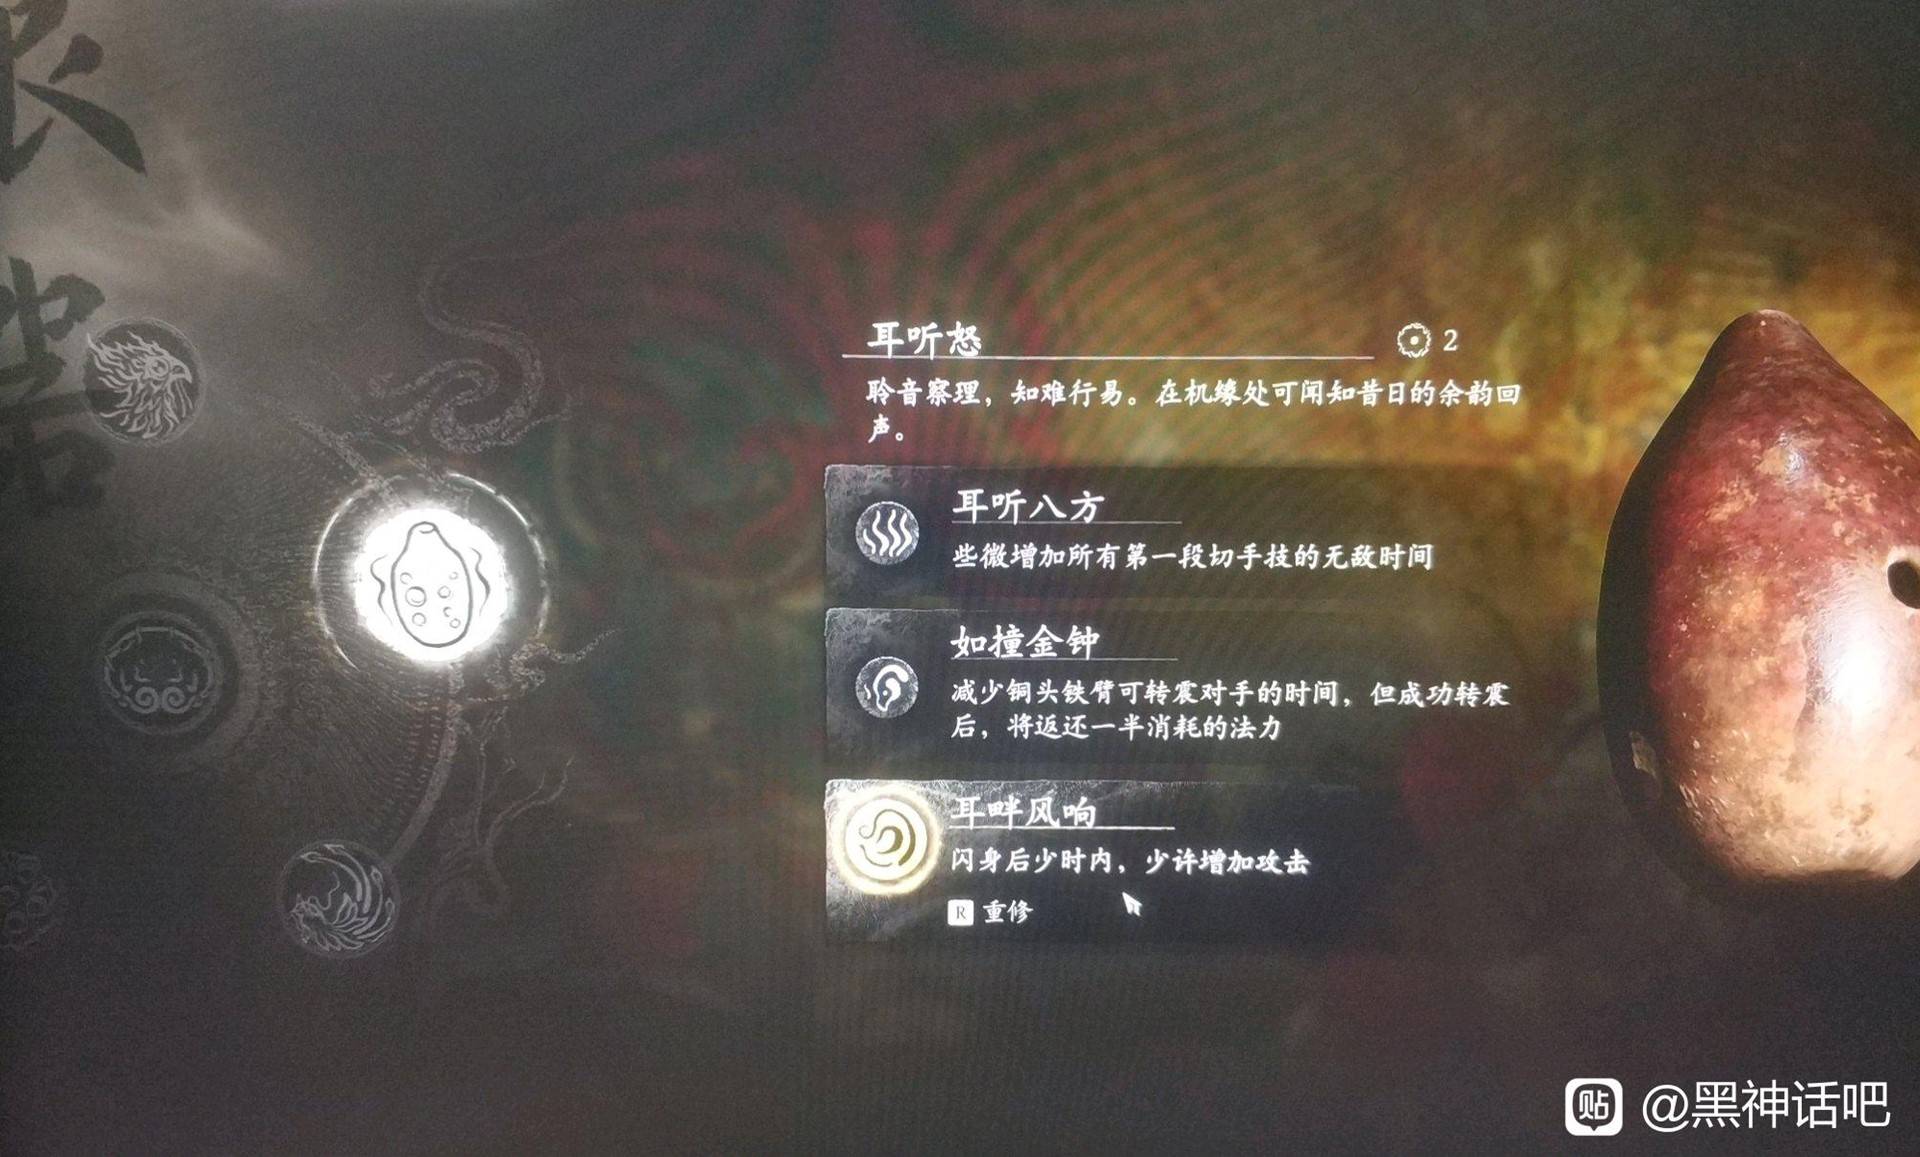 耳听怒
2
聆音察理，知难行易。在机缘处可闻知昔日的余韵回
声。
耳听八方
些微增加所有第一段切手技的无敌时间
如撞金钟
减少铜头铁臂可转震对手的时间，但成功转震
后，将返还一半消耗的法力
耳畔风响
闪身后少时内，少许增加攻击
R 重修
贴 @黑神话吧